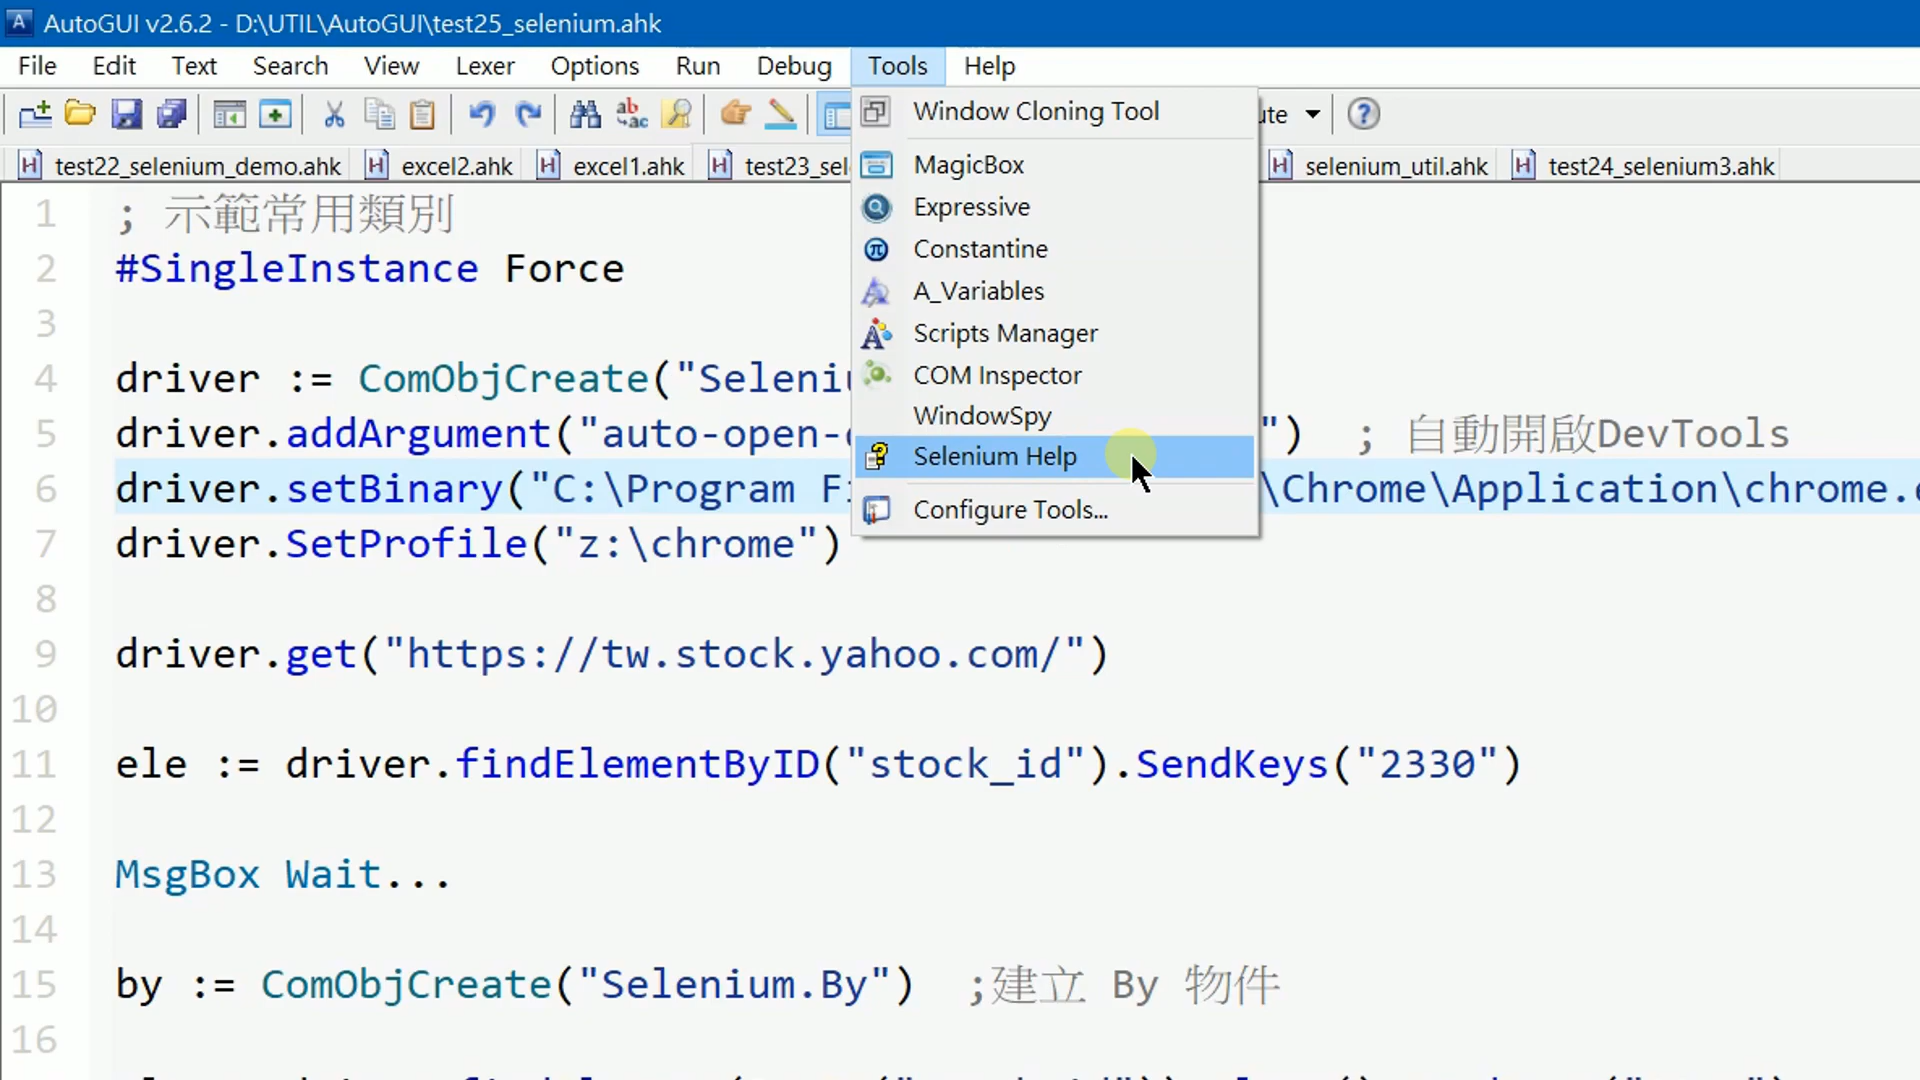 AutoGUI v2.6.2 - D:\UTIL\AutoGUI\test25_selenium.ahk
File Edit Text Search View Lexer Options Run Debug Tools Help
test22_selenium_demo.ahk excel2.ahk excel1.ahk test23_sel selenium_util.ahk test24_selenium3.ahk
Window Cloning Tool
MagicBox
Expressive
Constantine
A_Variables
Scripts Manager
COM Inspector
WindowSpy
Selenium Help
Configure Tools...
1 ; 示範常用類別
2 #SingleInstance Force
3
4 driver := ComObjCreate("Seleniu
5 driver.addArgument("auto-open- ") ; 自動開啟DevTools
6 driver.setBinary("C:\Program F \Chrome\Application\chrome.
7 driver.SetProfile("z:\chrome")
8
9 driver.get("https://tw.stock.yahoo.com/")
10
11 ele := driver.findElementByID("stock_id").SendKeys("2330")
12
13 MsgBox Wait...
14
15 by := ComObjCreate("Selenium.By") ;建立 By 物件
16